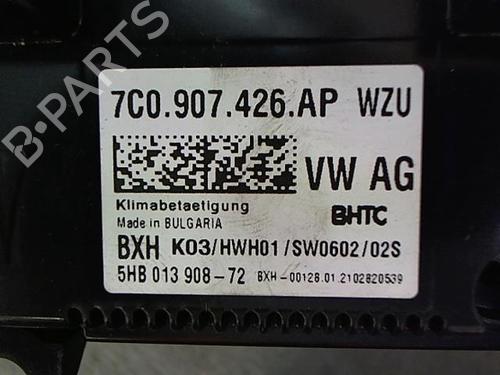 B-PARTS
7C0.907.426.AP WZU
VW AG
Klimabetaetigung
Made in BULGARIA
BHTC
BXH K03/HWH01/SW0602/02S
5HB 013 908-72 BXH-00128.01.2102820539